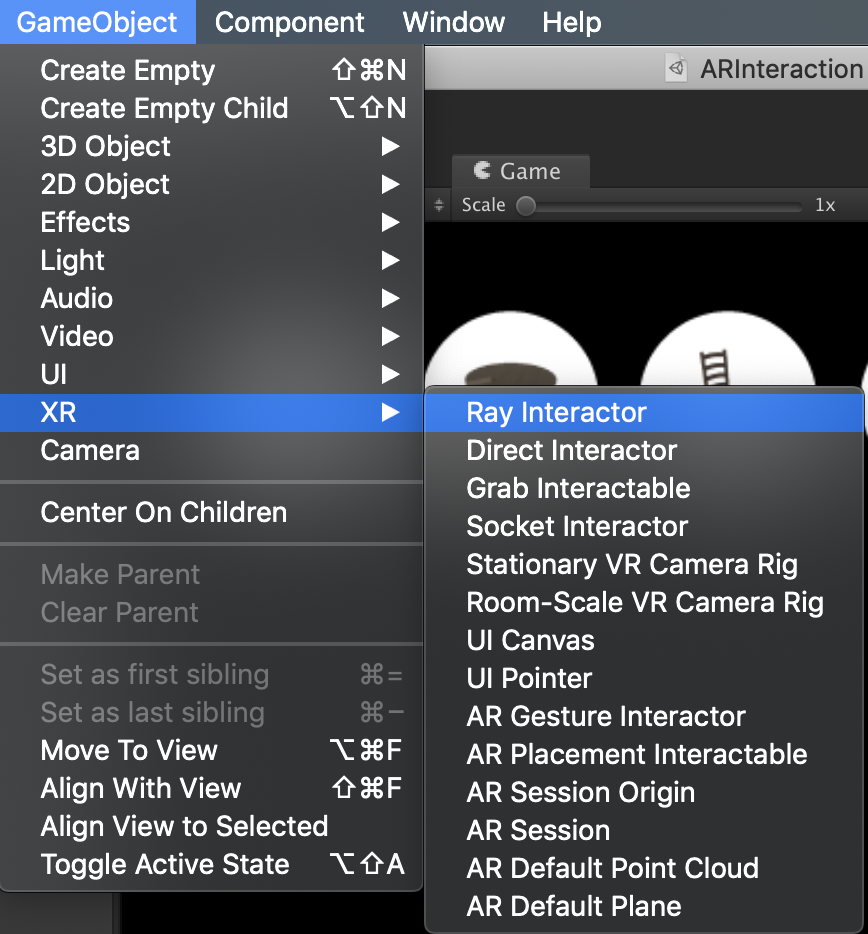 GameObject Component Window Help
ARInteraction
Game
Scale 1x
Create Empty ⇧⌘N
Create Empty Child ⌥⇧N
3D Object ▶
2D Object ▶
Effects ▶
Light ▶
Audio ▶
Video ▶
UI ▶
XR ▶
Camera
Center On Children
Make Parent
Clear Parent
Set as first sibling ⌘=
Set as last sibling ⌘−
Move To View ⌥⌘F
Align With View ⇧⌘F
Align View to Selected
Toggle Active State ⌥⇧A
Ray Interactor
Direct Interactor
Grab Interactable
Socket Interactor
Stationary VR Camera Rig
Room-Scale VR Camera Rig
UI Canvas
UI Pointer
AR Gesture Interactor
AR Placement Interactable
AR Session Origin
AR Session
AR Default Point Cloud
AR Default Plane